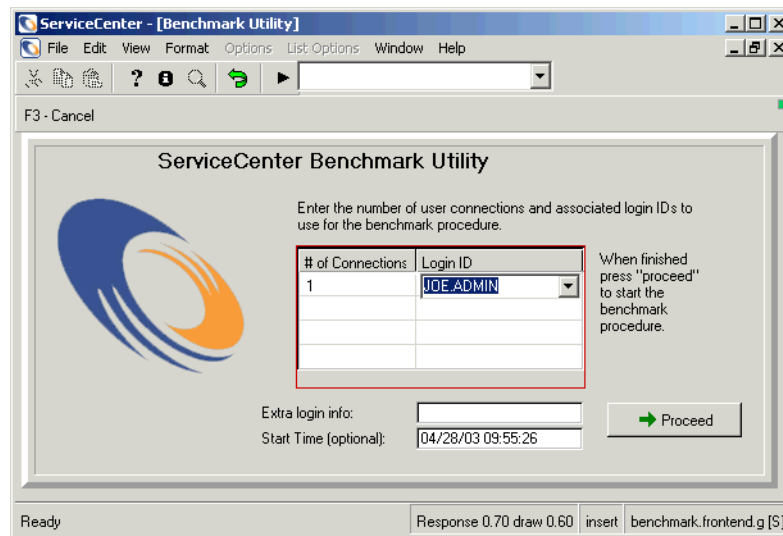 ServiceCenter - [Benchmark Utility]
File Edit View Format Options List Options Window Help
F3 - Cancel
ServiceCenter Benchmark Utility
Enter the number of user connections and associated login IDs to
use for the benchmark procedure.
# of Connections Login ID
1 JOE.ADMIN
When finished
press "proceed"
to start the
benchmark
procedure.
Extra login info:
Proceed
Start Time (optional): 04/28/03 09:55:26
Ready Response 0.70 draw 0.60 insert benchmark.frontend.g [S]